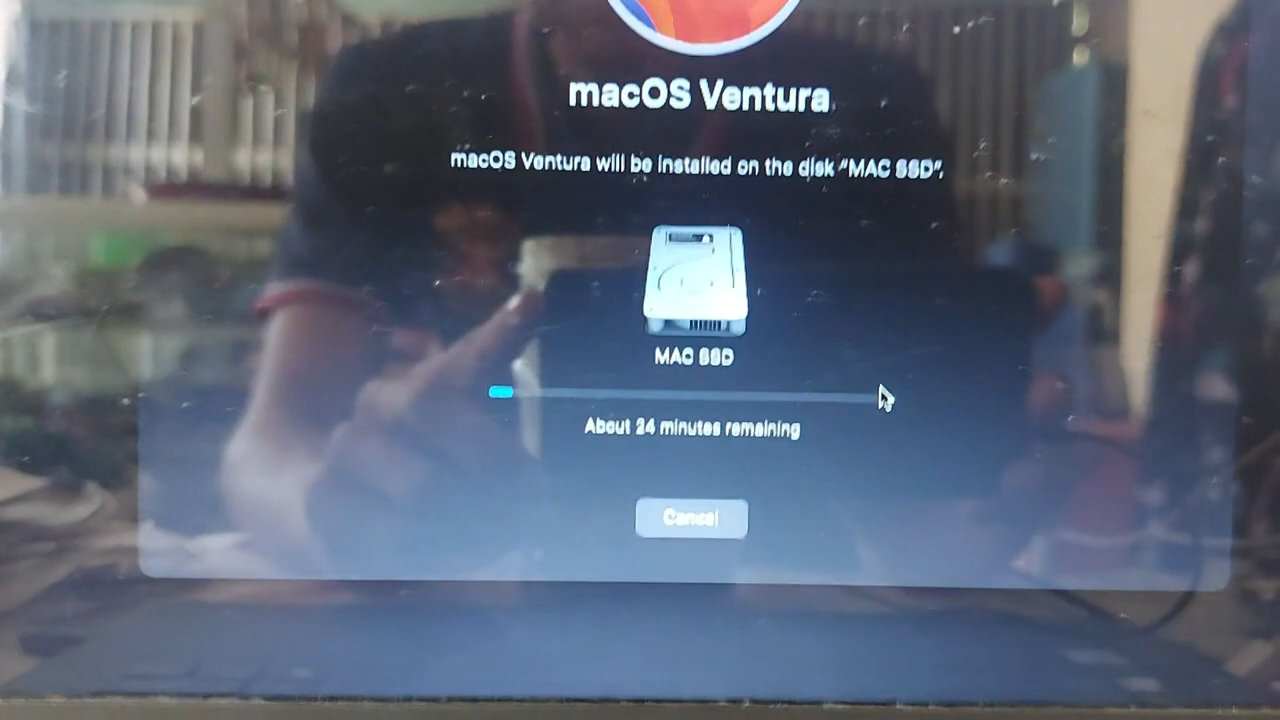 macOS Ventura
macOS Ventura will be installed on the disk “MAC SSD”.
MAC SSD
About 24 minutes remaining
Cancel